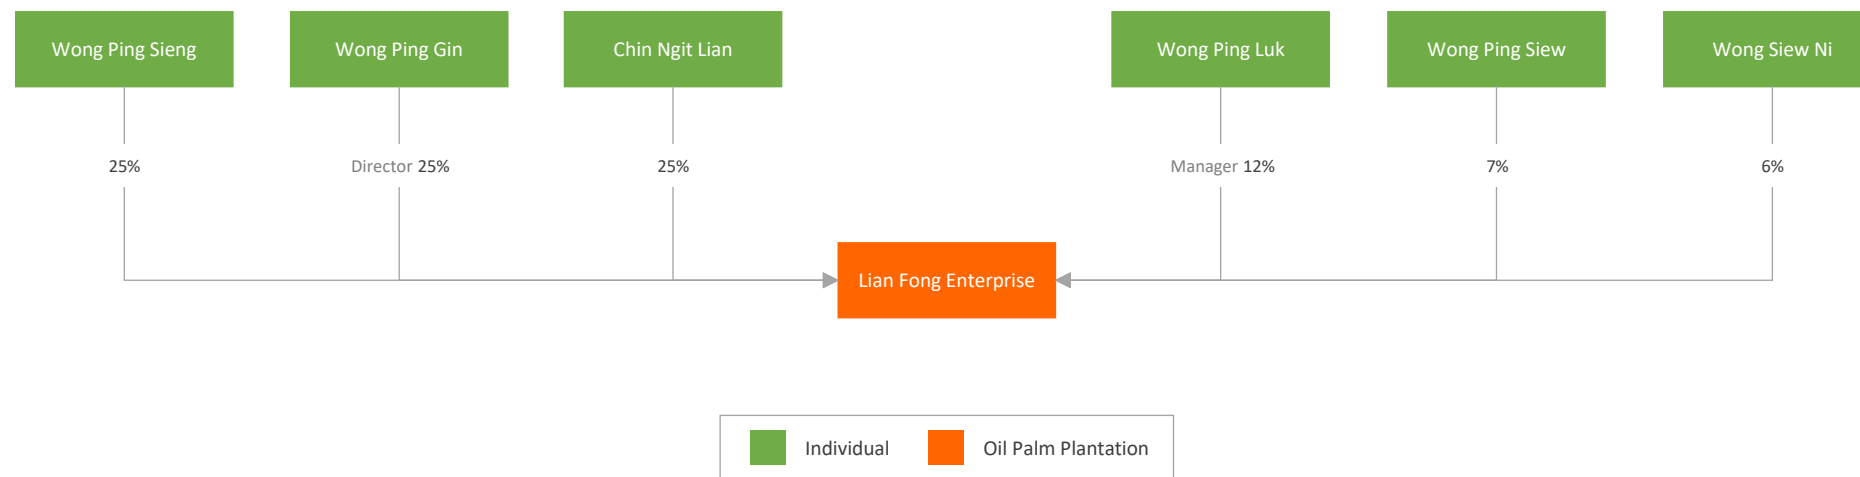 Wong Ping Sieng
Wong Ping Gin
Chin Ngit Lian
Wong Ping Luk
Wong Ping Siew
Wong Siew Ni
25%
Director 25%
25%
Manager 12%
7%
6%
Lian Fong Enterprise
Individual
Oil Palm Plantation